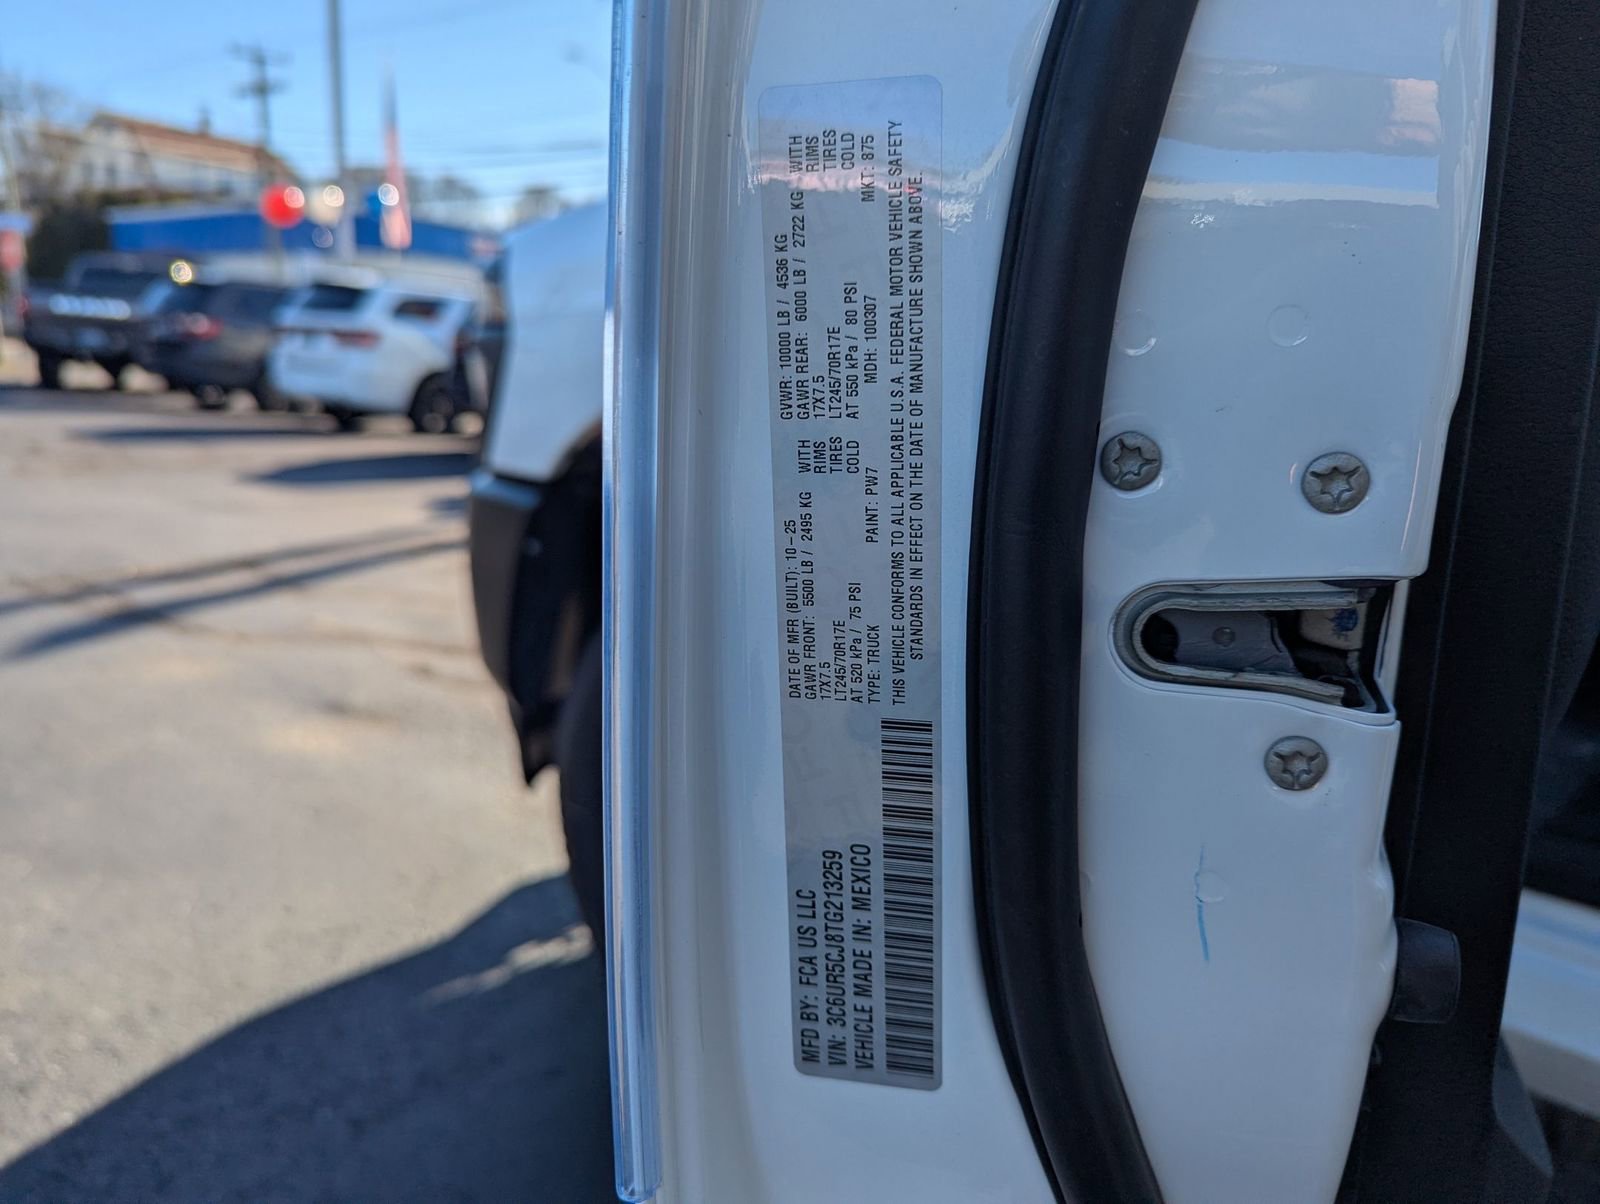 MFD BY: FCA US LLC
VIN: 3C6UR5CJ8TG213259
VEHICLE MADE IN: MEXICO
DATE OF MFR (BUILT): 10-25 GVWR: 10000 LB / 4536 KG
GAWR FRONT: 5500 LB / 2495 KG WITH GAWR REAR: 6000 LB / 2722 KG WITH
17X7.5 RIMS 17X7.5 RIMS
LT245/70R17E TIRES LT245/70R17E TIRES
AT 520 kPa / 75 PSI COLD AT 550 kPa / 80 PSI COLD
TYPE: TRUCK PAINT: PW7 MDH: 100307 MKT: 875
THIS VEHICLE CONFORMS TO ALL APPLICABLE U.S.A. FEDERAL MOTOR VEHICLE SAFETY
STANDARDS IN EFFECT ON THE DATE OF MANUFACTURE SHOWN ABOVE.